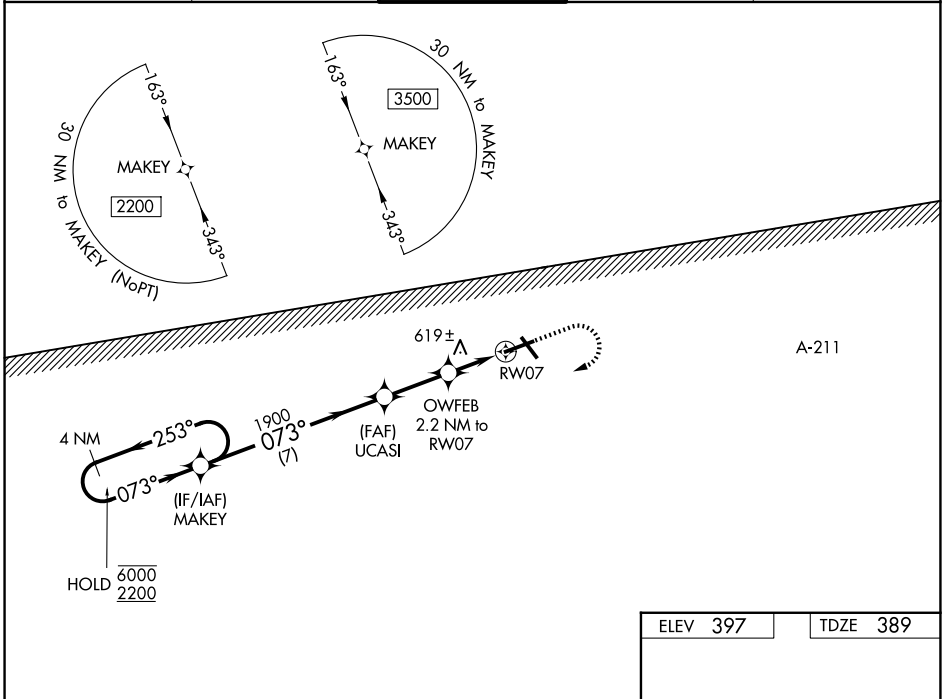 30 NM to MAKEY (NoPT)
163°
MAKEY
2200
343°
30 NM to MAKEY
163°
3500
MAKEY
343°
619±
A-211
RW07
OWFEB
2.2 NM to
RW07
(FAF)
UCASI
1900
073°
(7)
4 NM
253°
073°
(IF/IAF)
MAKEY
HOLD 6000
2200
ELEV 397
TDZE 389